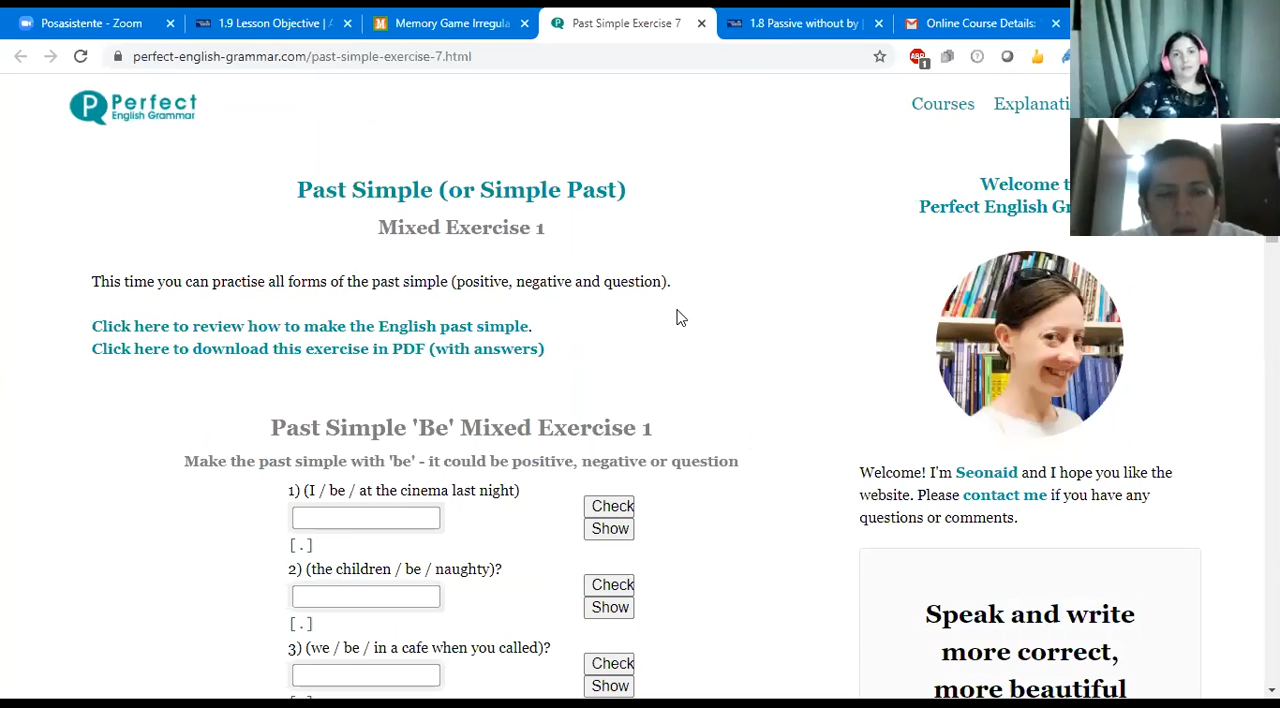 Posasistente - Zoom
1.9 Lesson Objective | A
Memory Game Irregula
Past Simple Exercise 7
1.8 Passive without by |
Online Course Details:
perfect-english-grammar.com/past-simple-exercise-7.html
ABP
1
P Perfect
English Grammar
Courses Explanati
Past Simple (or Simple Past)
Mixed Exercise 1
This time you can practise all forms of the past simple (positive, negative and question).
Click here to review how to make the English past simple.
Click here to download this exercise in PDF (with answers)
Past Simple 'Be' Mixed Exercise 1
Make the past simple with 'be' - it could be positive, negative or question
1) (I / be / at the cinema last night)
Check
Show
[ . ]
2) (the children / be / naughty)?
Check
Show
[ . ]
3) (we / be / in a cafe when you called)?
Check
Show
Welcome t
Perfect English Gr
Welcome! I'm Seonaid and I hope you like the
website. Please contact me if you have any
questions or comments.
Speak and write
more correct,
more beautiful